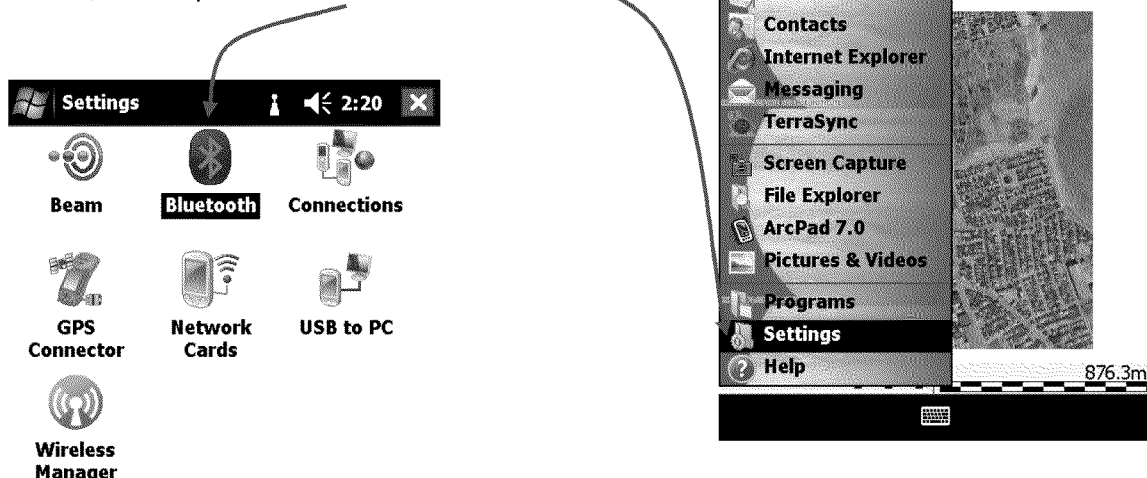 Settings 2:20
Beam Bluetooth Connections
GPS Connector
Network Cards
USB to PC
Wireless Manager
Contacts
Internet Explorer
Messaging
TerraSync
Screen Capture
File Explorer
ArcPad 7.0
Pictures & Videos
Programs
Settings
Help
876.3m